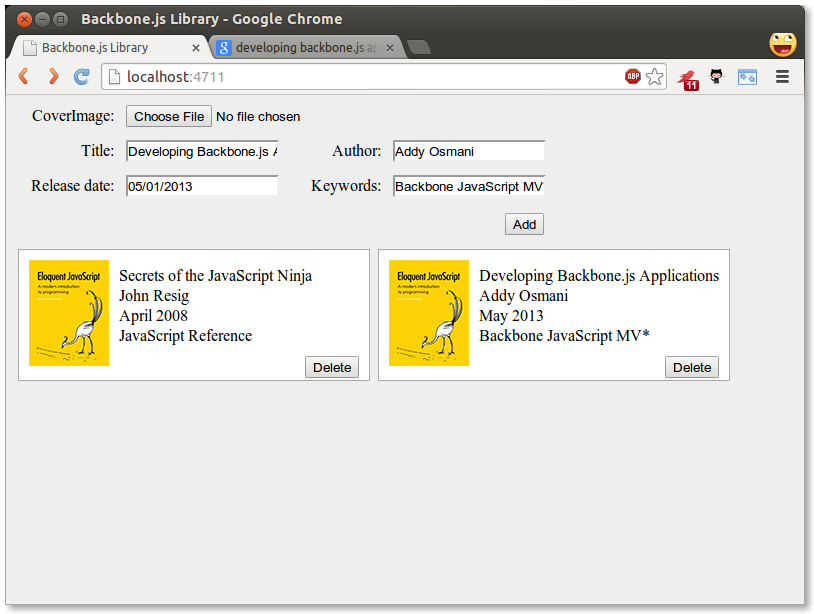 Backbone.js Library - Google Chrome
Backbone.js Library
developing backbone.js a
localhost:4711
ABP
11
CoverImage: Choose File No file chosen
Title: Developing Backbone.js A Author: Addy Osmani
Release date: 05/01/2013 Keywords: Backbone JavaScript MV
Add
Eloquent JavaScript
A modern introduction
to programming
Secrets of the JavaScript Ninja
John Resig
April 2008
JavaScript Reference
Delete
Eloquent JavaScript
A modern introduction
to programming
Developing Backbone.js Applications
Addy Osmani
May 2013
Backbone JavaScript MV*
Delete